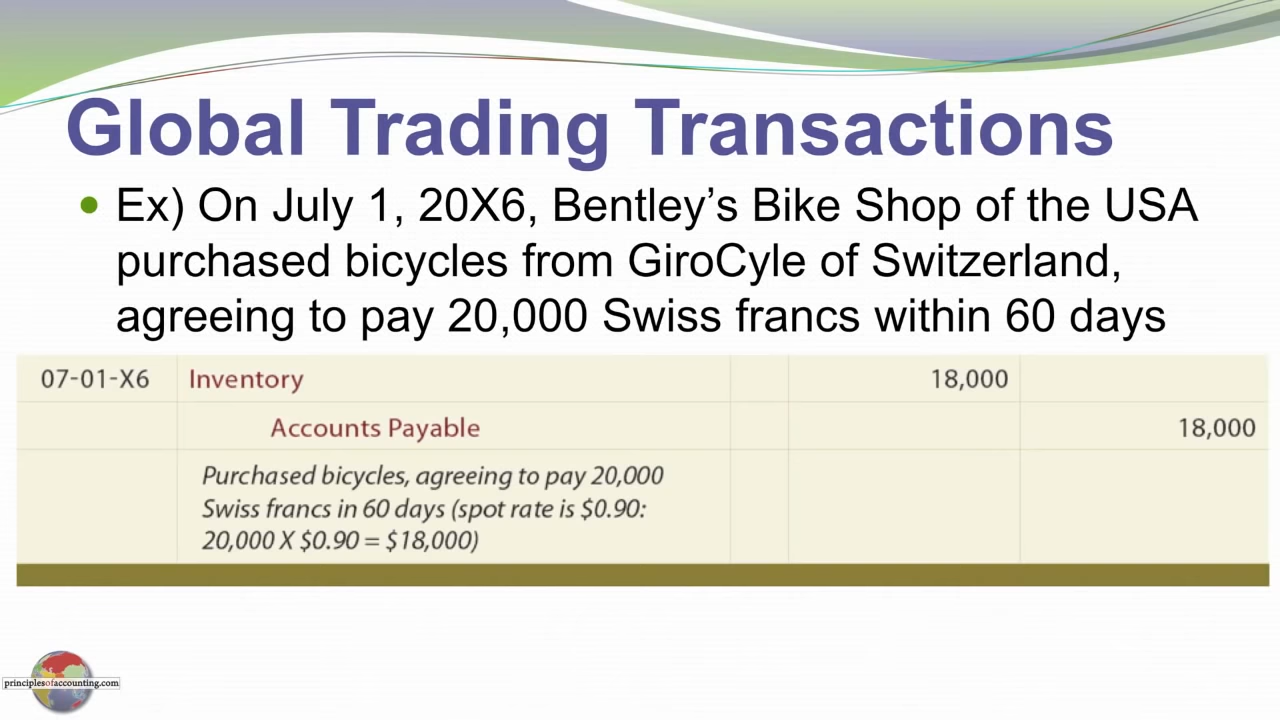 Global Trading Transactions
• Ex) On July 1, 20X6, Bentley’s Bike Shop of the USA
purchased bicycles from GiroCyle of Switzerland,
agreeing to pay 20,000 Swiss francs within 60 days
07-01-X6 Inventory 18,000
Accounts Payable 18,000
Purchased bicycles, agreeing to pay 20,000
Swiss francs in 60 days (spot rate is $0.90:
20,000 X $0.90 = $18,000)
principlesofaccounting.com